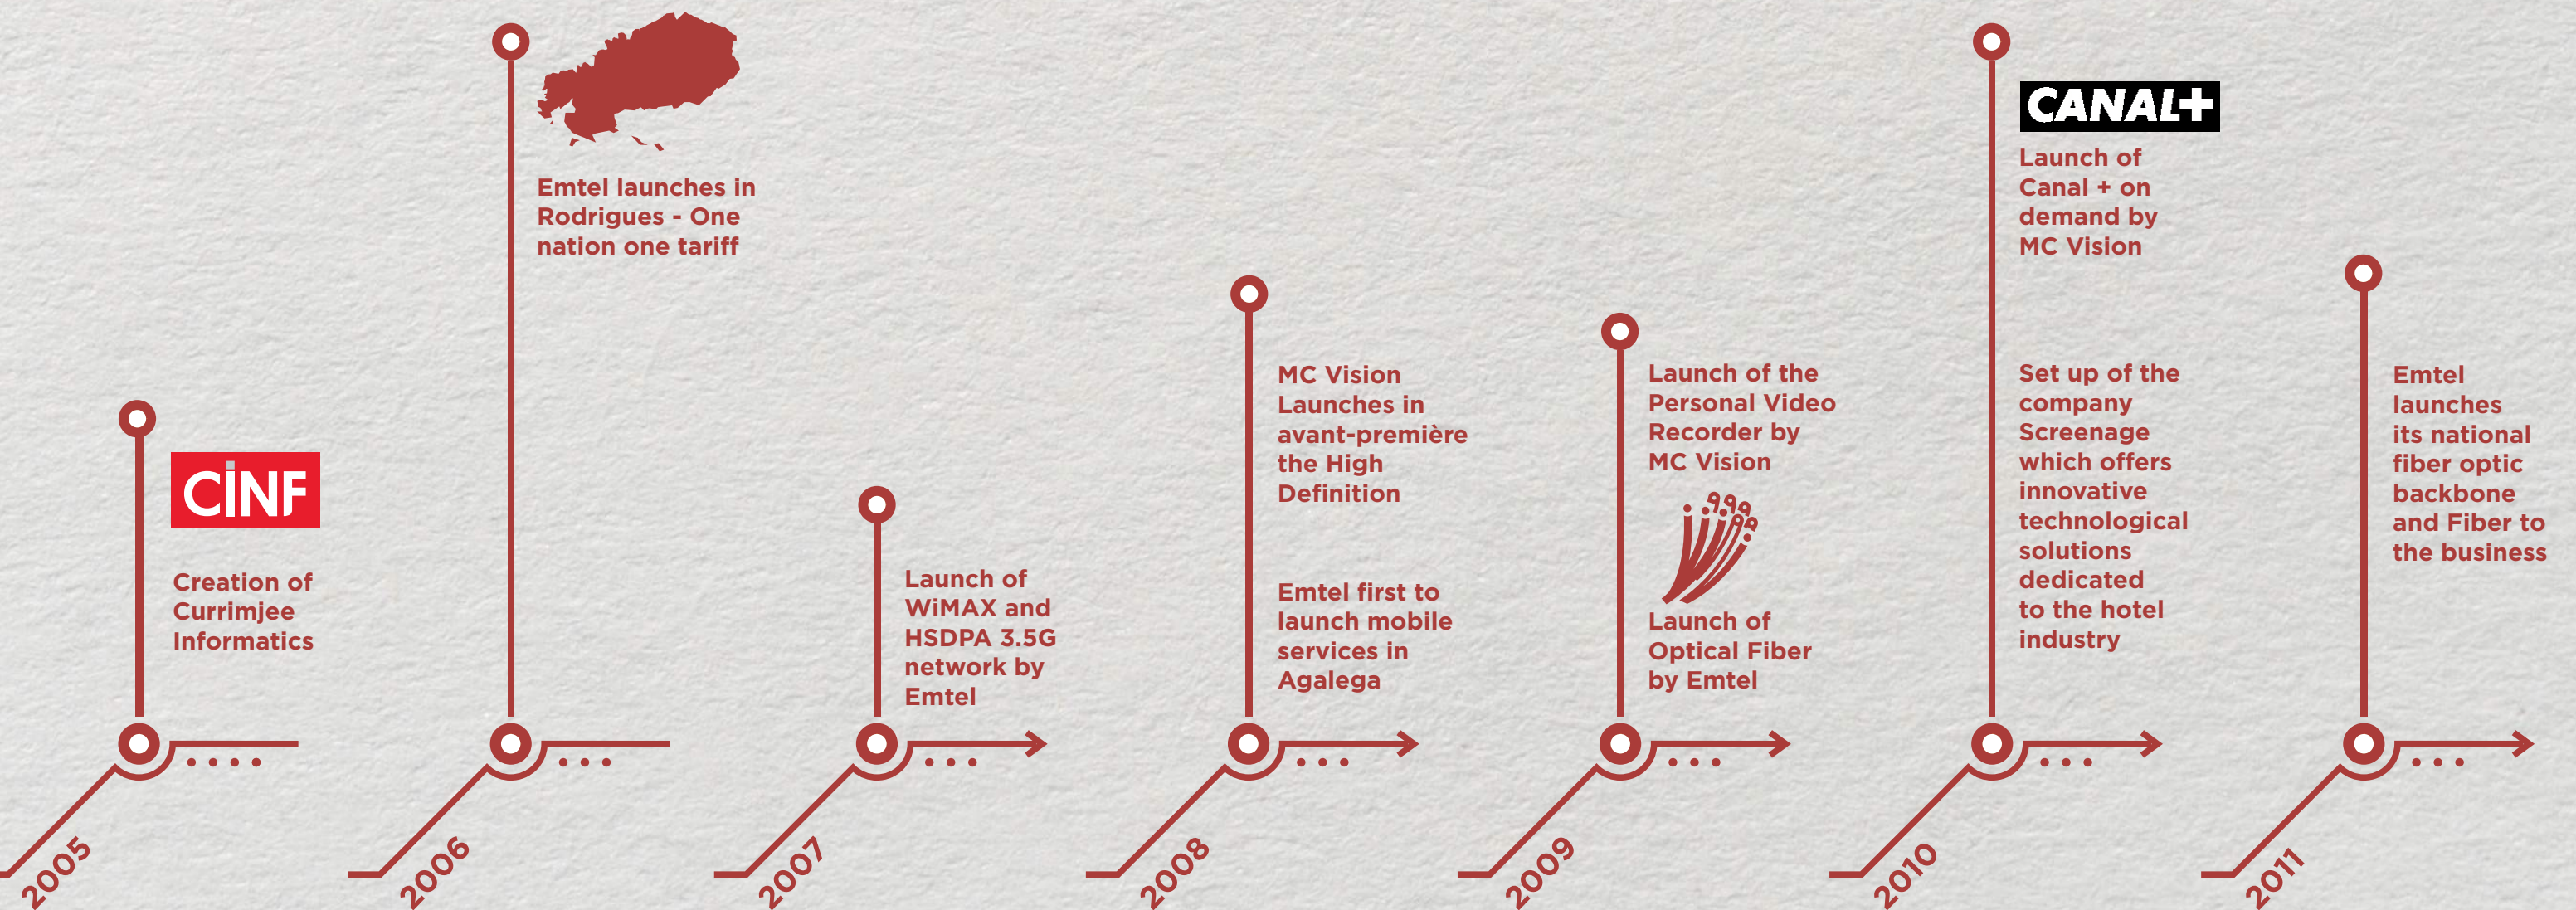 CiNF
Creation of
Currimjee
Informatics
2005
Emtel launches in
Rodrigues - One
nation one tariff
2006
Launch of
WiMAX and
HSDPA 3.5G
network by
Emtel
2007
MC Vision
Launches in
avant-première
the High
Definition
Emtel first to
launch mobile
services in
Agalega
2008
Launch of the
Personal Video
Recorder by
MC Vision
Launch of
Optical Fiber
by Emtel
2009
CANAL+
Launch of
Canal + on
demand by
MC Vision
Set up of the
company
Screenage
which offers
innovative
technological
solutions
dedicated
to the hotel
industry
2010
Emtel
launches
its national
fiber optic
backbone
and Fiber to
the business
2011